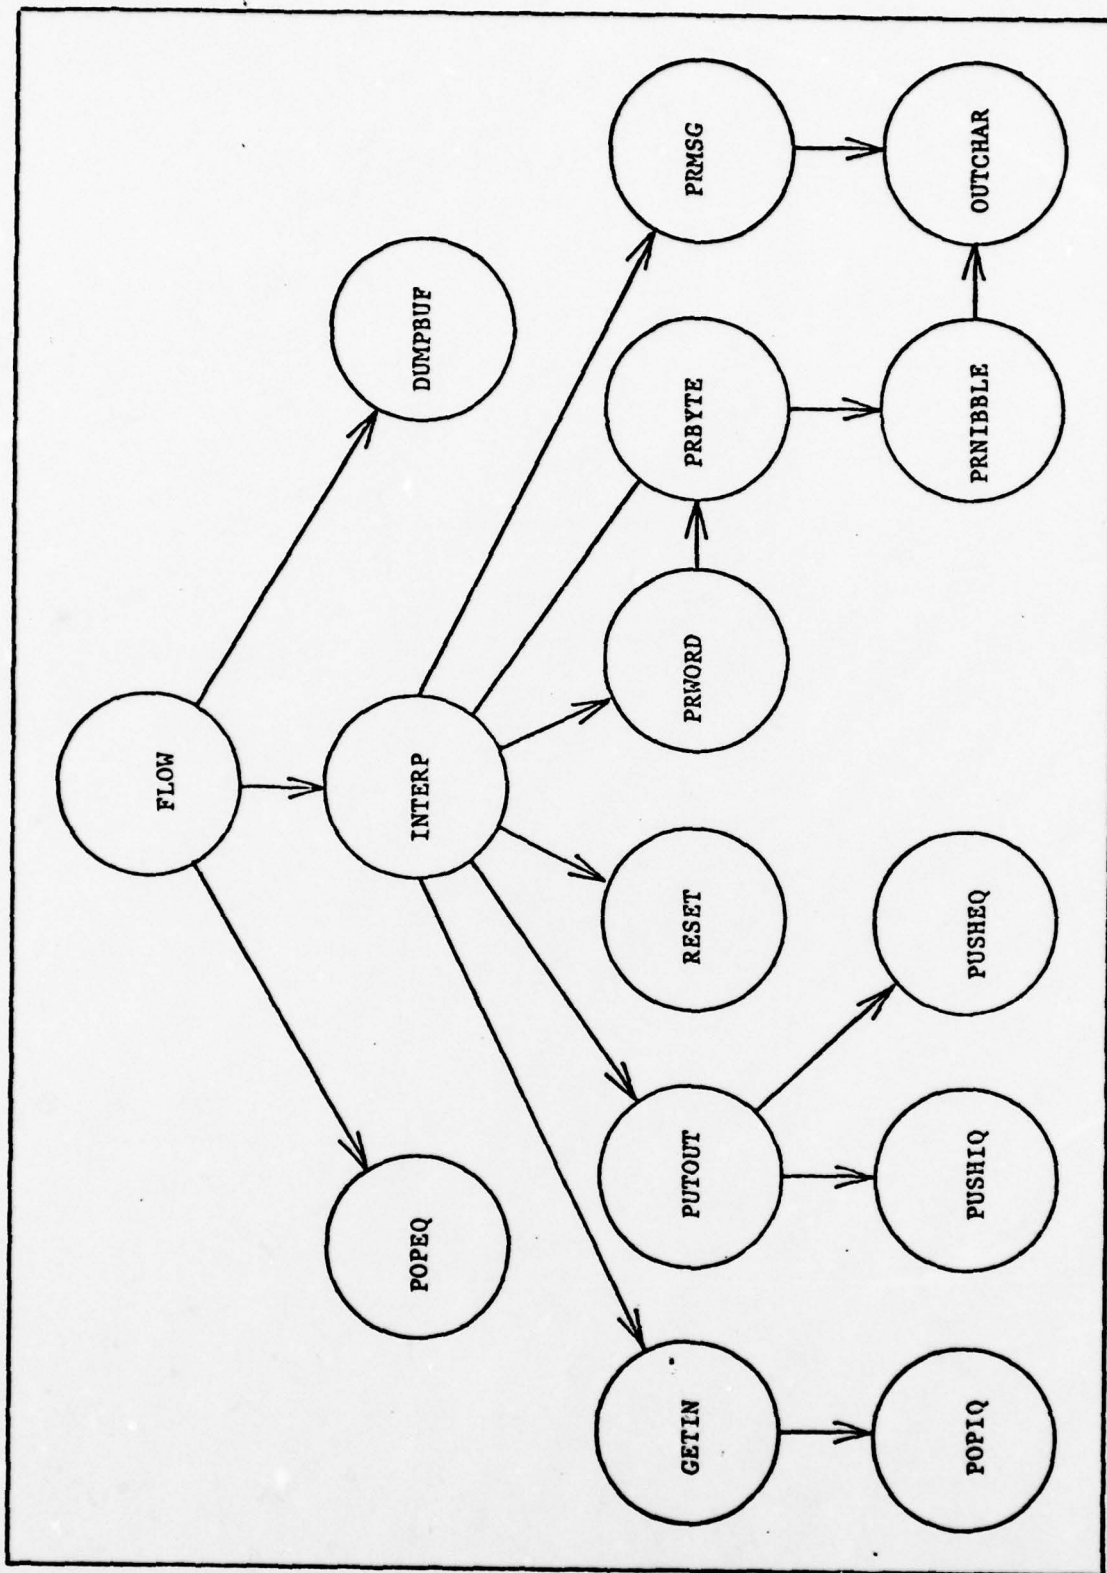 FLOW
POPEQ
INTERP
DUMPBUF
GETIN
PUTOUT
RESET
PRWORD
PRBYTE
PRMSG
POPIQ
PUSHIQ
PUSHEQ
PRNIBBLE
OUTCHAR